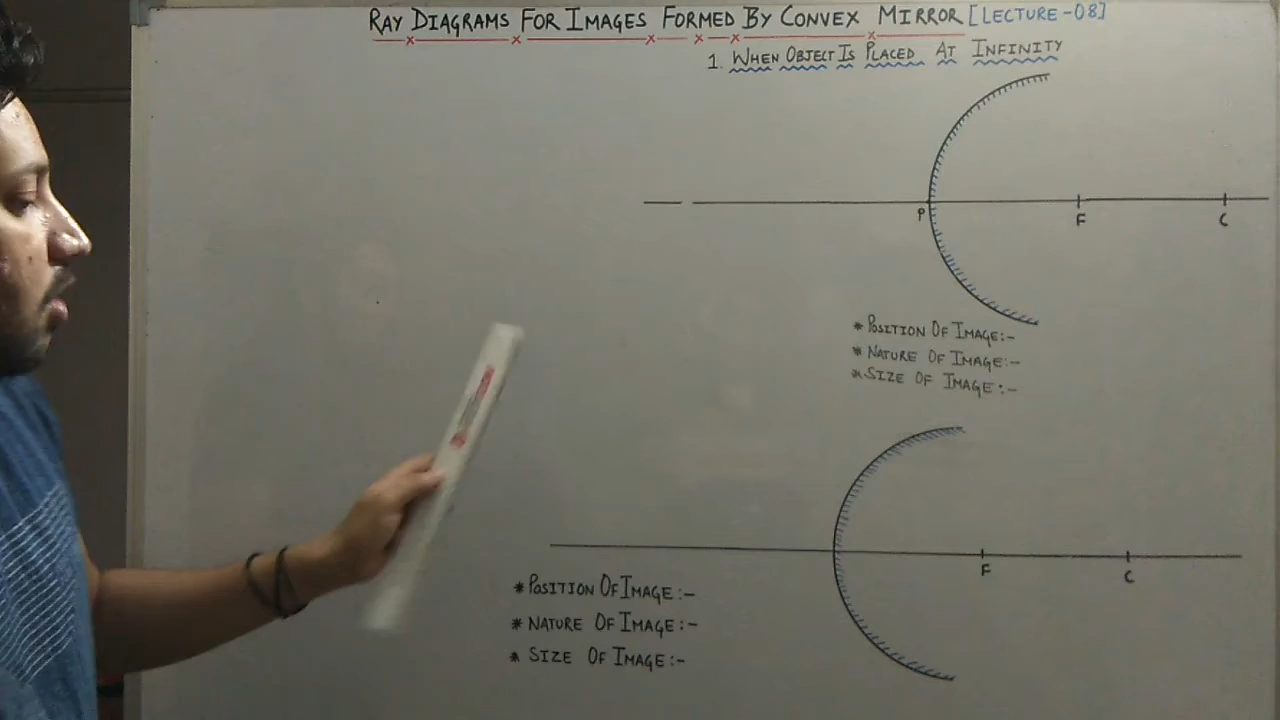 RAY DIAGRAMS FOR IMAGES FORMED BY CONVEX MIRROR [LECTURE-08]
1. WHEN OBJECT IS PLACED AT INFINITY
P F C
* POSITION OF IMAGE:-
* NATURE OF IMAGE:-
* SIZE OF IMAGE:-
F C
* POSITION OF IMAGE:-
* NATURE OF IMAGE:-
* SIZE OF IMAGE:-